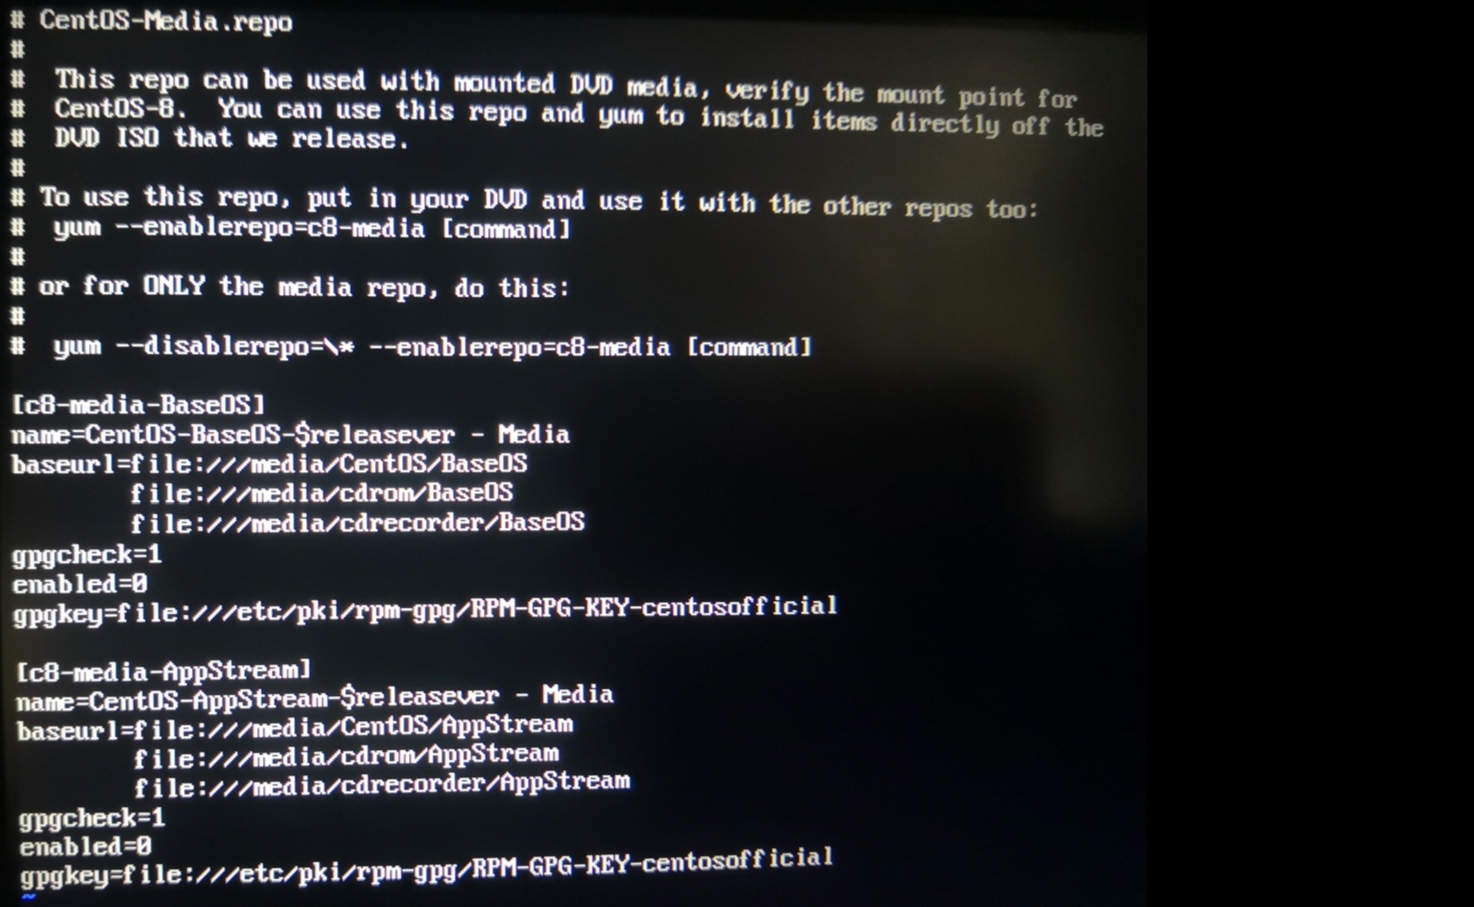 # CentOS-Media.repo
#
#  This repo can be used with mounted DVD media, verify the mount point for
#  CentOS-8.  You can use this repo and yum to install items directly off the
#  DVD ISO that we release.
#
# To use this repo, put in your DVD and use it with the other repos too:
#  yum --enablerepo=c8-media [command]
#
# or for ONLY the media repo, do this:
#
#  yum --disablerepo=\* --enablerepo=c8-media [command]

[c8-media-BaseOS]
name=CentOS-BaseOS-$releasever - Media
baseurl=file:///media/CentOS/BaseOS
        file:///media/cdrom/BaseOS
        file:///media/cdrecorder/BaseOS
gpgcheck=1
enabled=0
gpgkey=file:///etc/pki/rpm-gpg/RPM-GPG-KEY-centosofficial

[c8-media-AppStream]
name=CentOS-AppStream-$releasever - Media
baseurl=file:///media/CentOS/AppStream
        file:///media/cdrom/AppStream
        file:///media/cdrecorder/AppStream
gpgcheck=1
enabled=0
gpgkey=file:///etc/pki/rpm-gpg/RPM-GPG-KEY-centosofficial
~